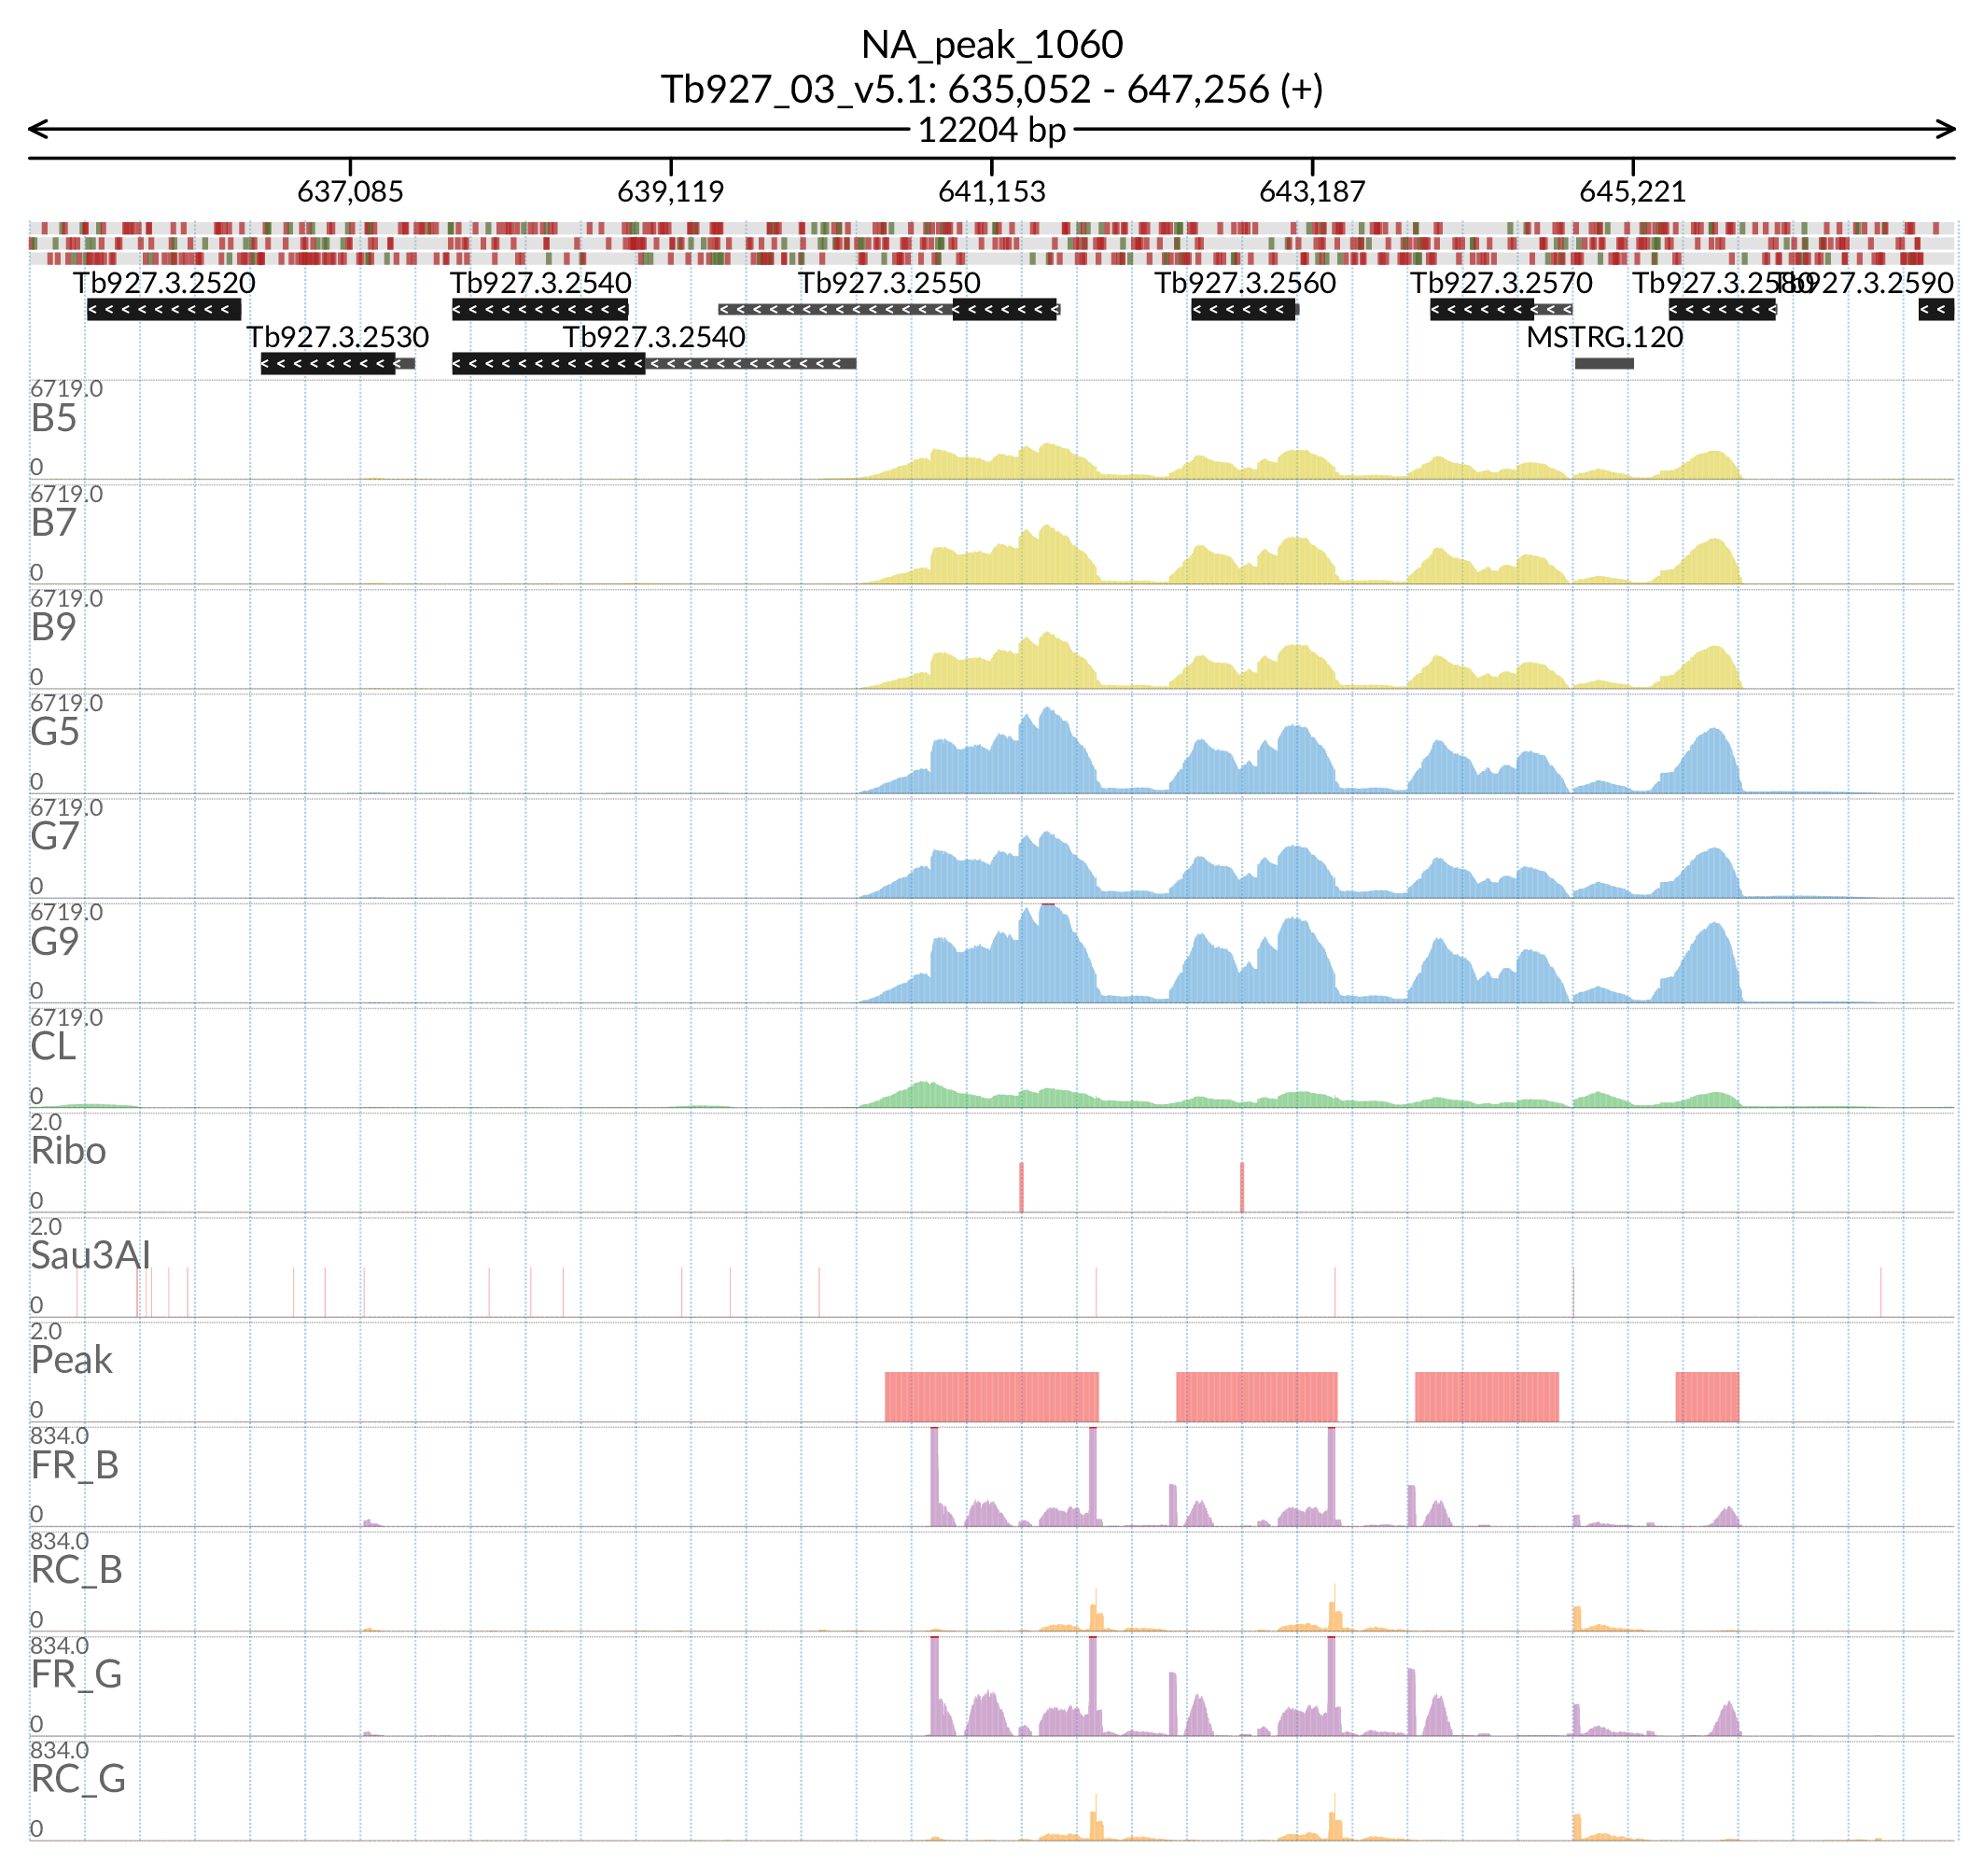 NA_peak_1060
Tb927_03_v5.1: 635,052 - 647,256 (+)
12204 bp
637,085 639,119 641,153 643,187 645,221
Tb927.3.2520 Tb927.3.2540 Tb927.3.2550 Tb927.3.2560 Tb927.3.2570 Tb927.3.2580 Tb927.3.2590
Tb927.3.2530 Tb927.3.2540 MSTRG.120
6719.0
B5
0
6719.0
B7
0
6719.0
B9
0
6719.0
G5
0
6719.0
G7
0
6719.0
G9
0
6719.0
CL
0
2.0
Ribo
0
2.0
Sau3AI
0
2.0
Peak
0
834.0
FR_B
0
834.0
RC_B
0
834.0
FR_G
0
834.0
RC_G
0